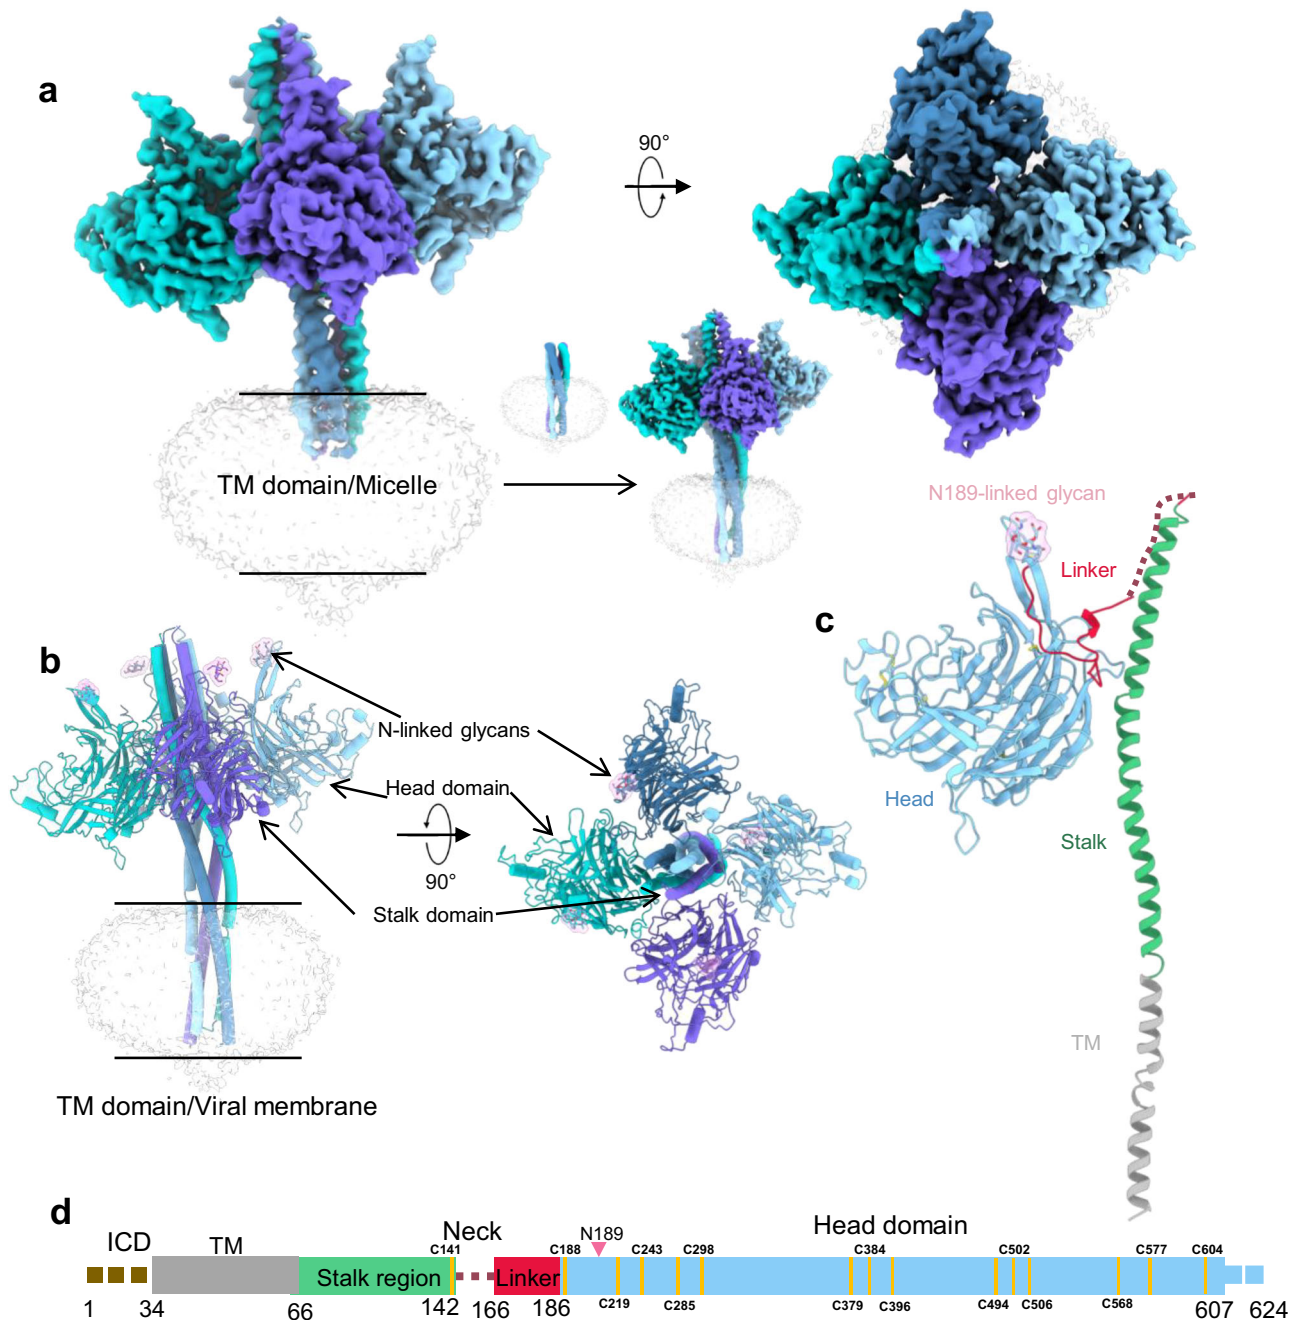 a
90°
TM domain/Micelle
N189-linked glycan
Linker
c
b
N-linked glycans
Head domain
Head
90°
Stalk
Stalk domain
TM
TM domain/Viral membrane
d
ICD
TM
C141
Neck
C188
N189
C243
C298
Head domain
C384
C502
C577
C604
Stalk region
Linker
1
34
66
142
166
186
C219
C285
C379
C396
C494
C506
C568
607
624